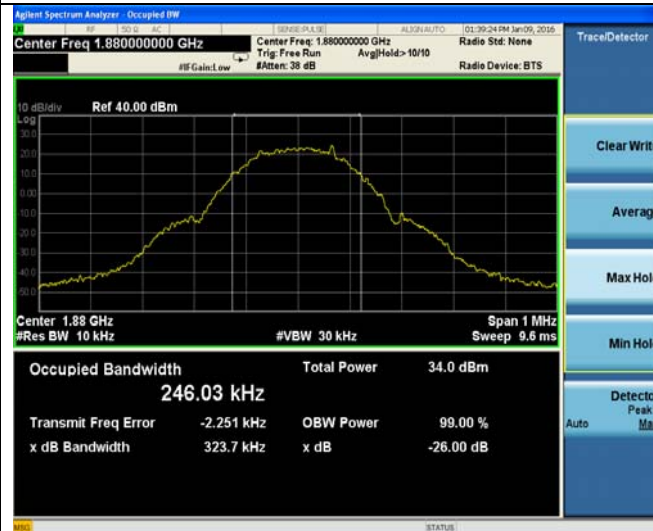 Agilent Spectrum Analyzer - Occupied BW
RF 50 Ω AC SENSE:PULSE ALIGN AUTO 01:39:24 PM Jan 09, 2016
Center Freq 1.880000000 GHz
Center Freq: 1.880000000 GHz
Radio Std: None
Trig: Free Run Avg|Hold:>10/10
#IFGain:Low #Atten: 38 dB Radio Device: BTS
10 dB/div Ref 40.00 dBm
Log
30.0
20.0
10.0
0.00
-10.0
-20.0
-30.0
-40.0
-50.0
Center 1.88 GHz Span 1 MHz
#Res BW 10 kHz #VBW 30 kHz Sweep 9.6 ms
Occupied Bandwidth Total Power 34.0 dBm
246.03 kHz
Transmit Freq Error -2.251 kHz OBW Power 99.00 %
x dB Bandwidth 323.7 kHz x dB -26.00 dB
MSG STATUS
Trace/Detector
Clear Writ
Averag
Max Hol
Min Hol
Detecto
Peak
Auto Ma